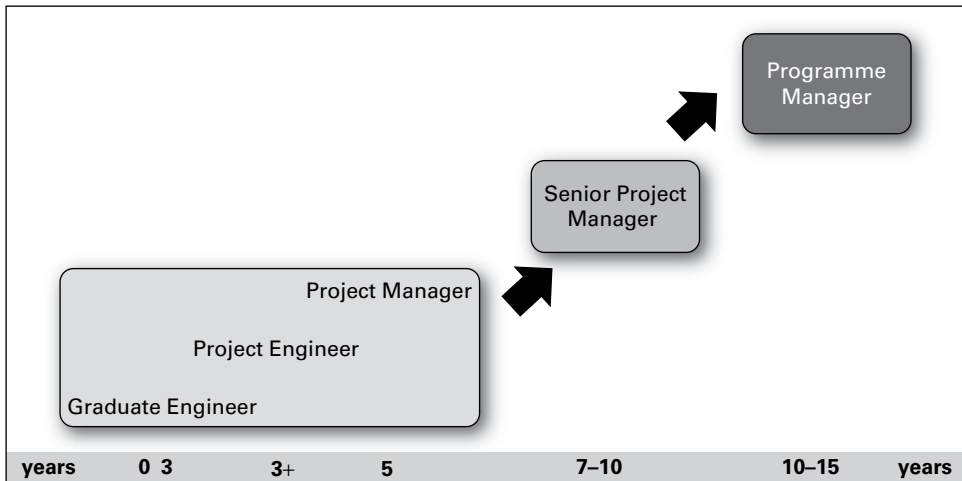 Programme
Manager
Senior Project
Manager
Project Manager
Project Engineer
Graduate Engineer
years 0 3 3+ 5 7–10 10–15 years